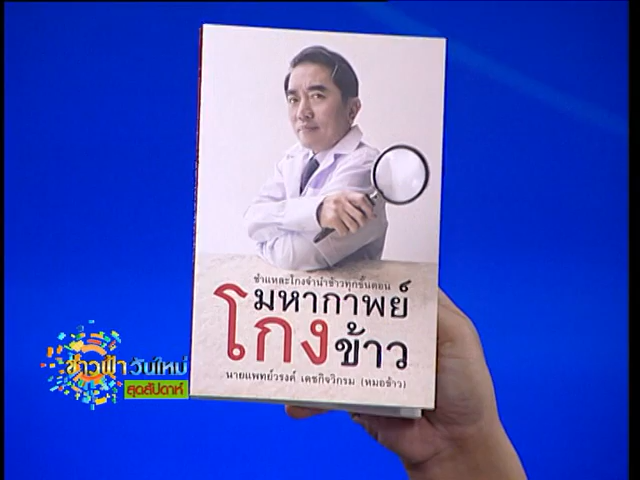 ชำแหละโกงจำนำข้าวทุกขั้นตอน
มหากาพย์
โกงข้าว
นายแพทย์วรงค์ เดชกิจวิกรม (หมอข้าว)
ข่าวฟ้าวันใหม่
สุดสัปดาห์